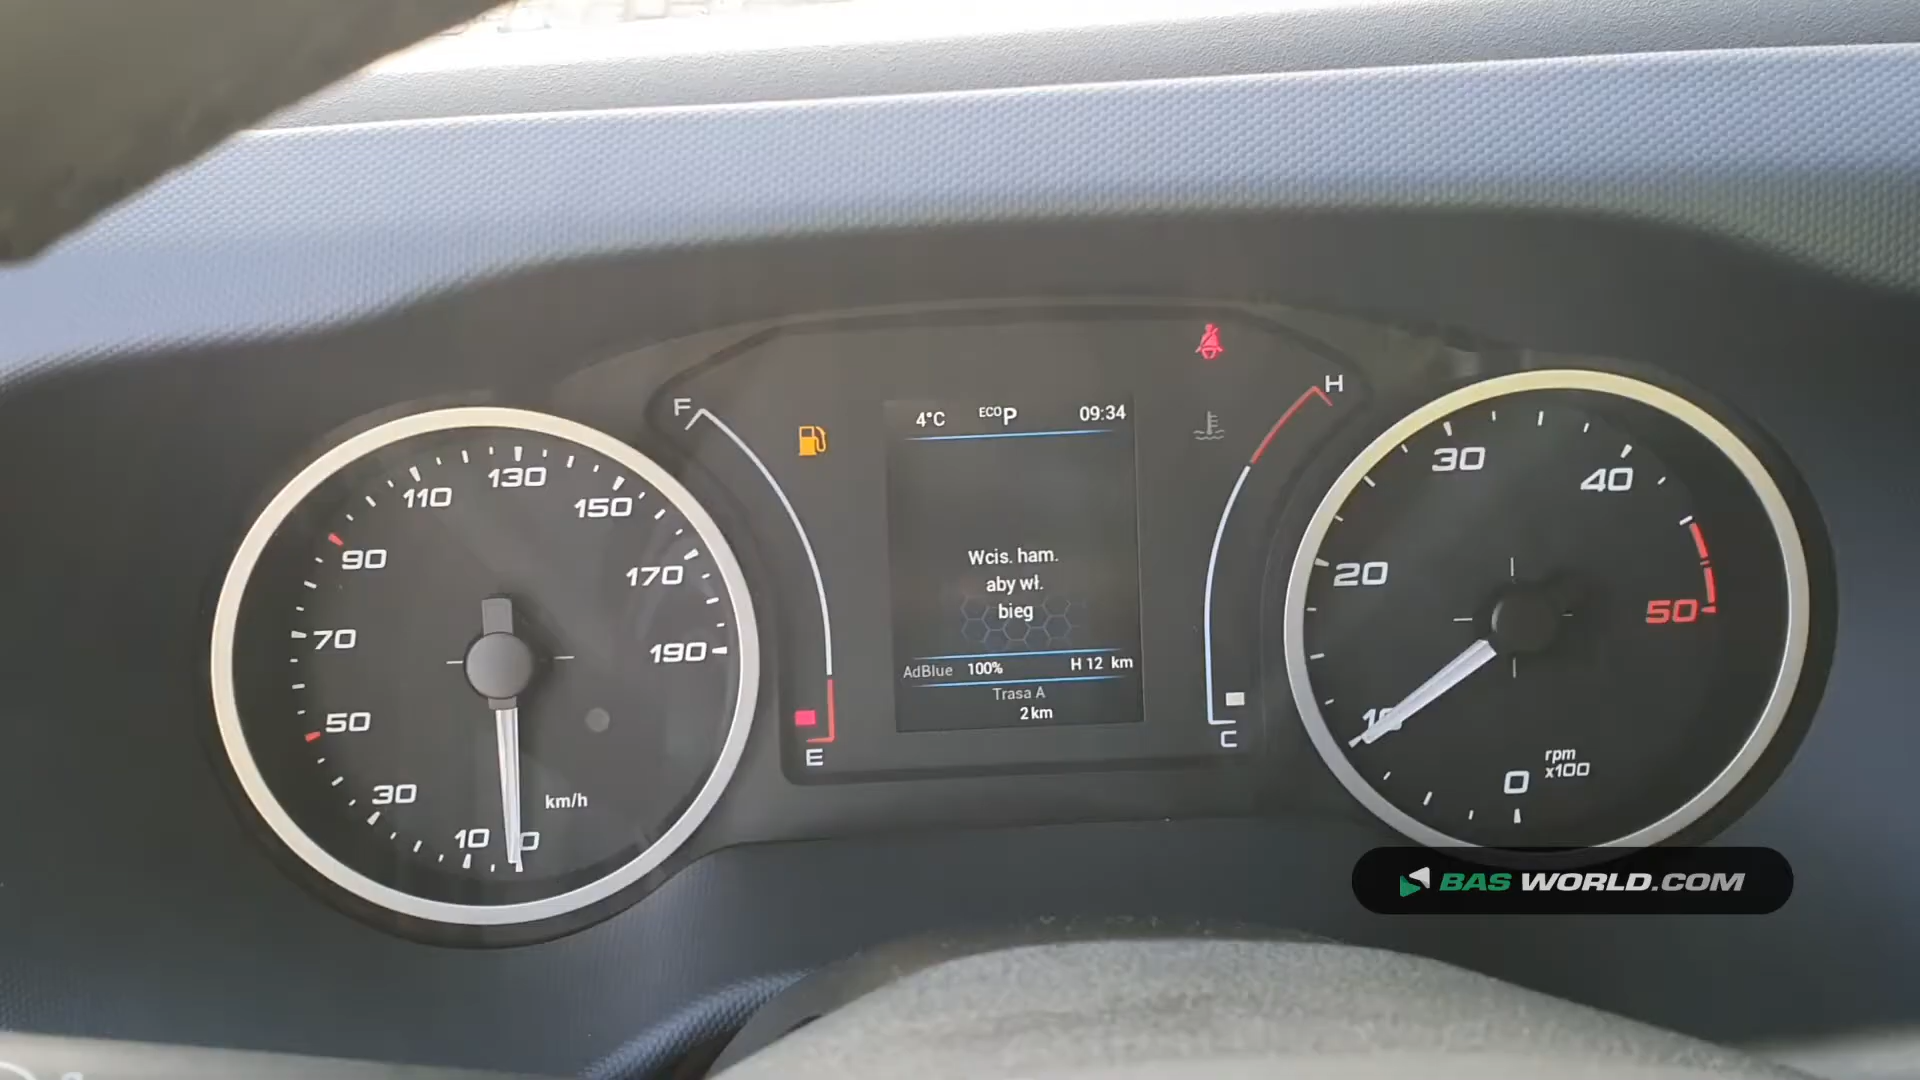 4°C ECO P 09:34
Wcis. ham.
aby wł.
bieg
AdBlue 100% H 12 km
Trasa A
2 km
F
E
H
C
0
10
30
50
70
90
110
130
150
170
190
km/h
0
10
20
30
40
50
rpm
x100
BAS WORLD.COM